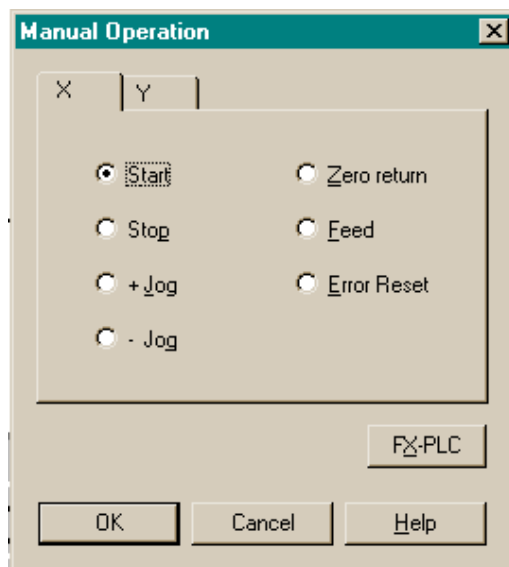 Manual Operation
X Y
Start Zero return
Stop Feed
+ Jog Error Reset
- Jog
FX-PLC
OK Cancel Help